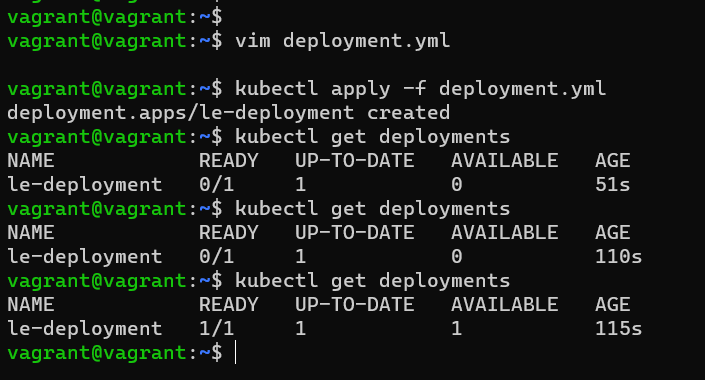 vagrant@vagrant:~$
vagrant@vagrant:~$ vim deployment.yml
vagrant@vagrant:~$ kubectl apply -f deployment.yml
deployment.apps/le-deployment created
vagrant@vagrant:~$ kubectl get deployments
NAME            READY   UP-TO-DATE   AVAILABLE   AGE
le-deployment   0/1     1            0           51s
vagrant@vagrant:~$ kubectl get deployments
NAME            READY   UP-TO-DATE   AVAILABLE   AGE
le-deployment   0/1     1            0           110s
vagrant@vagrant:~$ kubectl get deployments
NAME            READY   UP-TO-DATE   AVAILABLE   AGE
le-deployment   1/1     1            1           115s
vagrant@vagrant:~$